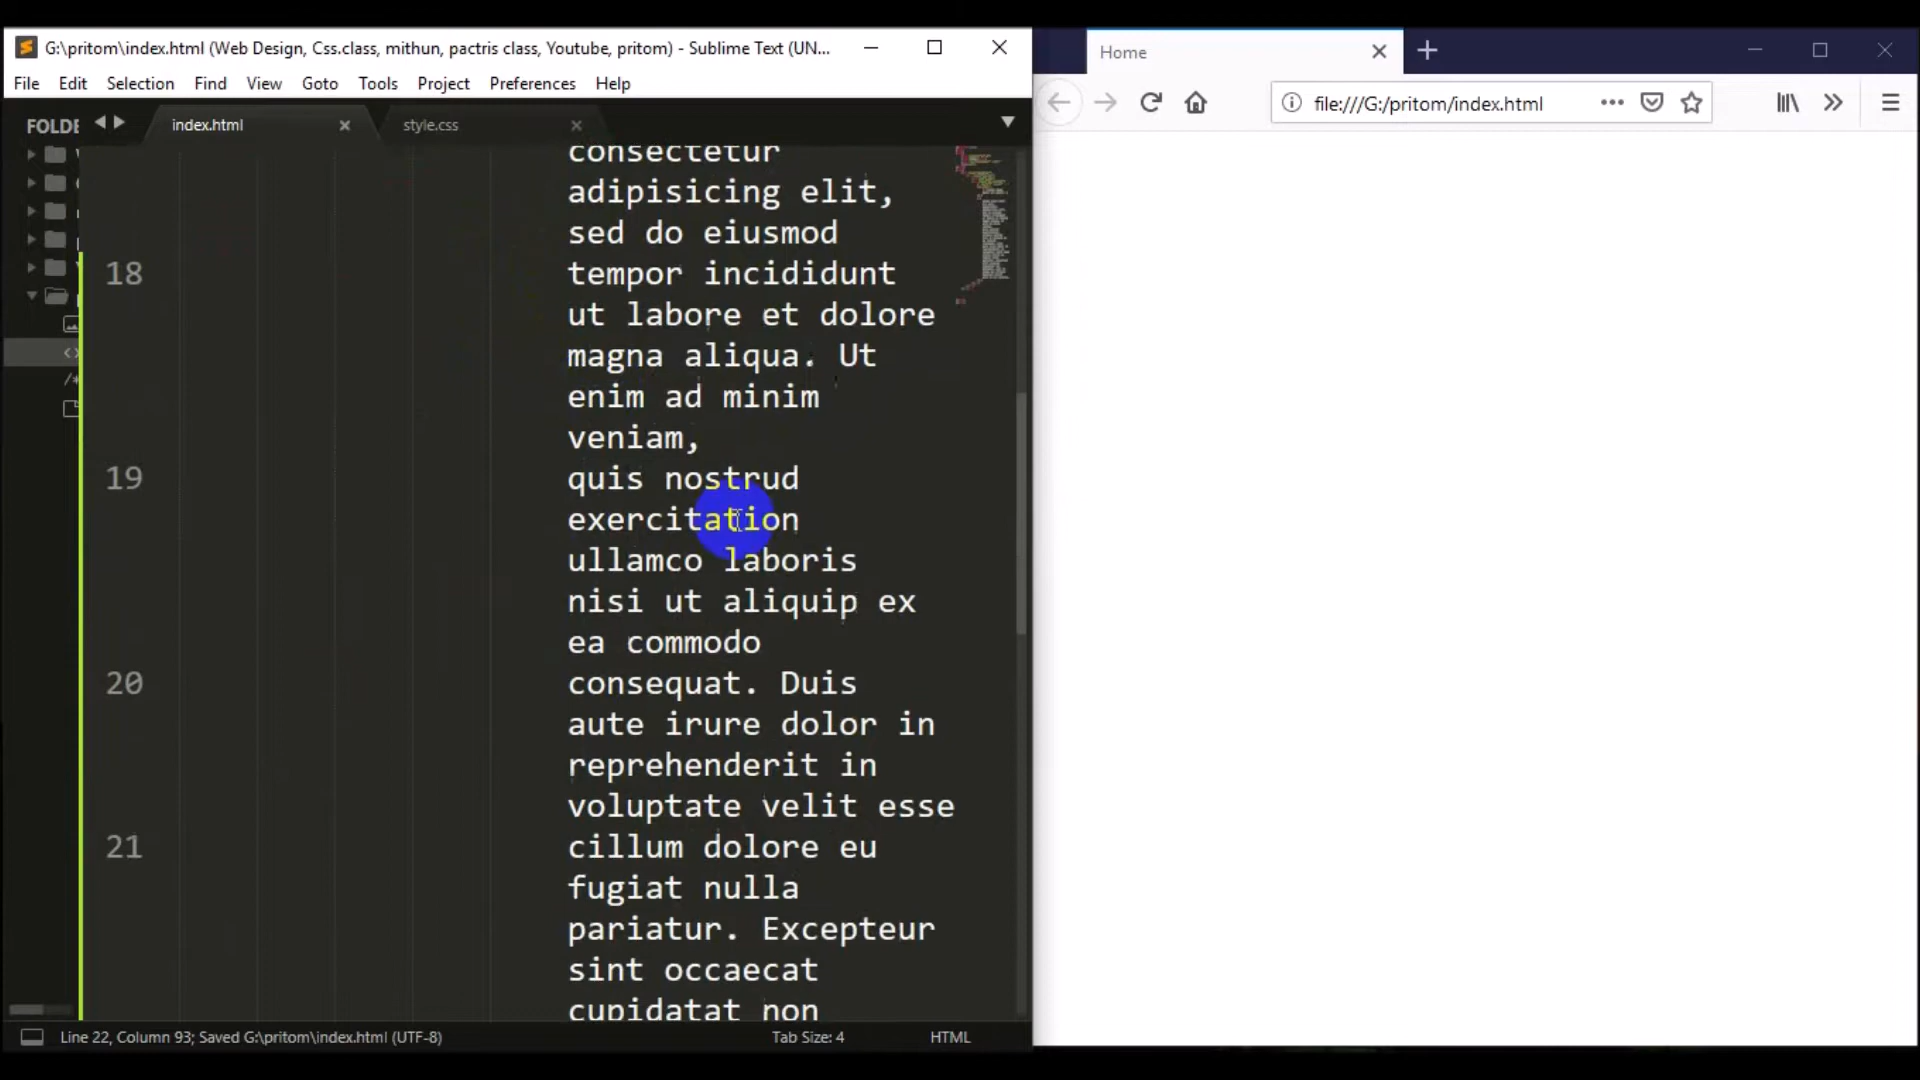 G:\pritom\index.html (Web Design, Css.class, mithun, pactris class, Youtube, pritom) - Sublime Text (UN...
File Edit Selection Find View Goto Tools Project Preferences Help
FOLDE
index.html
style.css
consectetur
adipisicing elit,
sed do eiusmod
18 tempor incididunt
ut labore et dolore
magna aliqua. Ut
enim ad minim
veniam,
19 quis nostrud
exercitation
ullamco laboris
nisi ut aliquip ex
ea commodo
20 consequat. Duis
aute irure dolor in
reprehenderit in
voluptate velit esse
21 cillum dolore eu
fugiat nulla
pariatur. Excepteur
sint occaecat
cupidatat non
Line 22, Column 93; Saved G:\pritom\index.html (UTF-8)
Tab Size: 4
HTML
Home
file:///G:/pritom/index.html